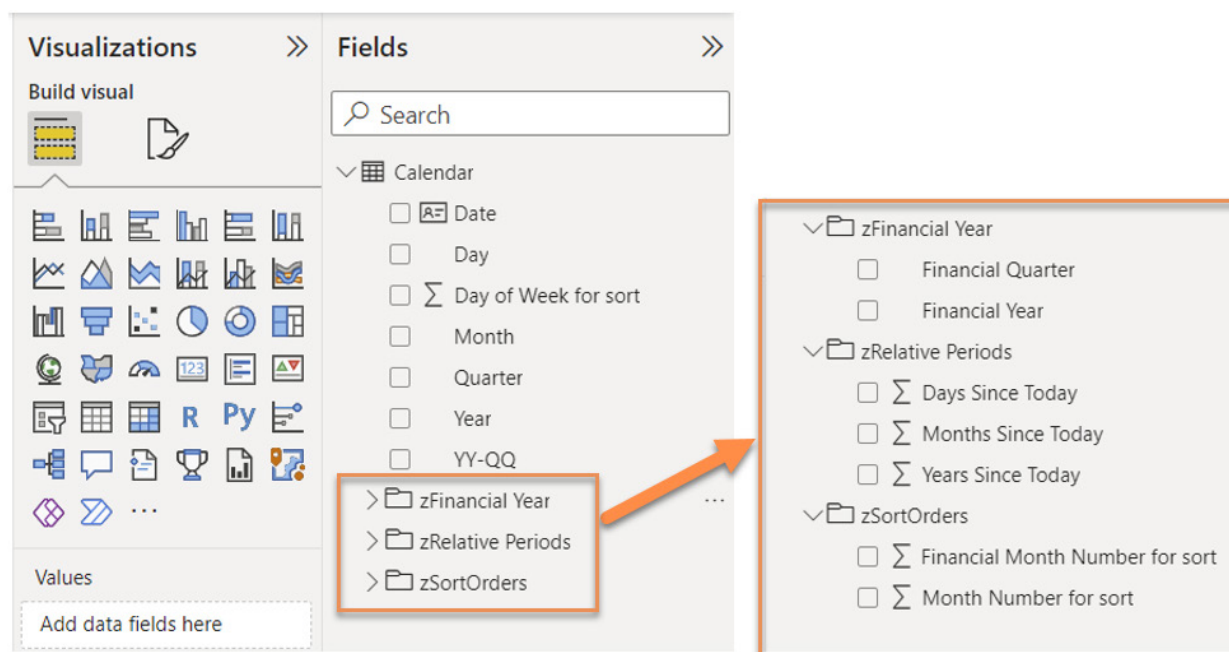 Visualizations
Build visual
R
Py
123
...
Values
Add data fields here
Fields
Search
Calendar
Date
Day
Σ Day of Week for sort
Month
Quarter
Year
YY-QQ
zFinancial Year
...
zRelative Periods
zSortOrders
zFinancial Year
Financial Quarter
Financial Year
zRelative Periods
Σ Days Since Today
Σ Months Since Today
Σ Years Since Today
zSortOrders
Σ Financial Month Number for sort
Σ Month Number for sort